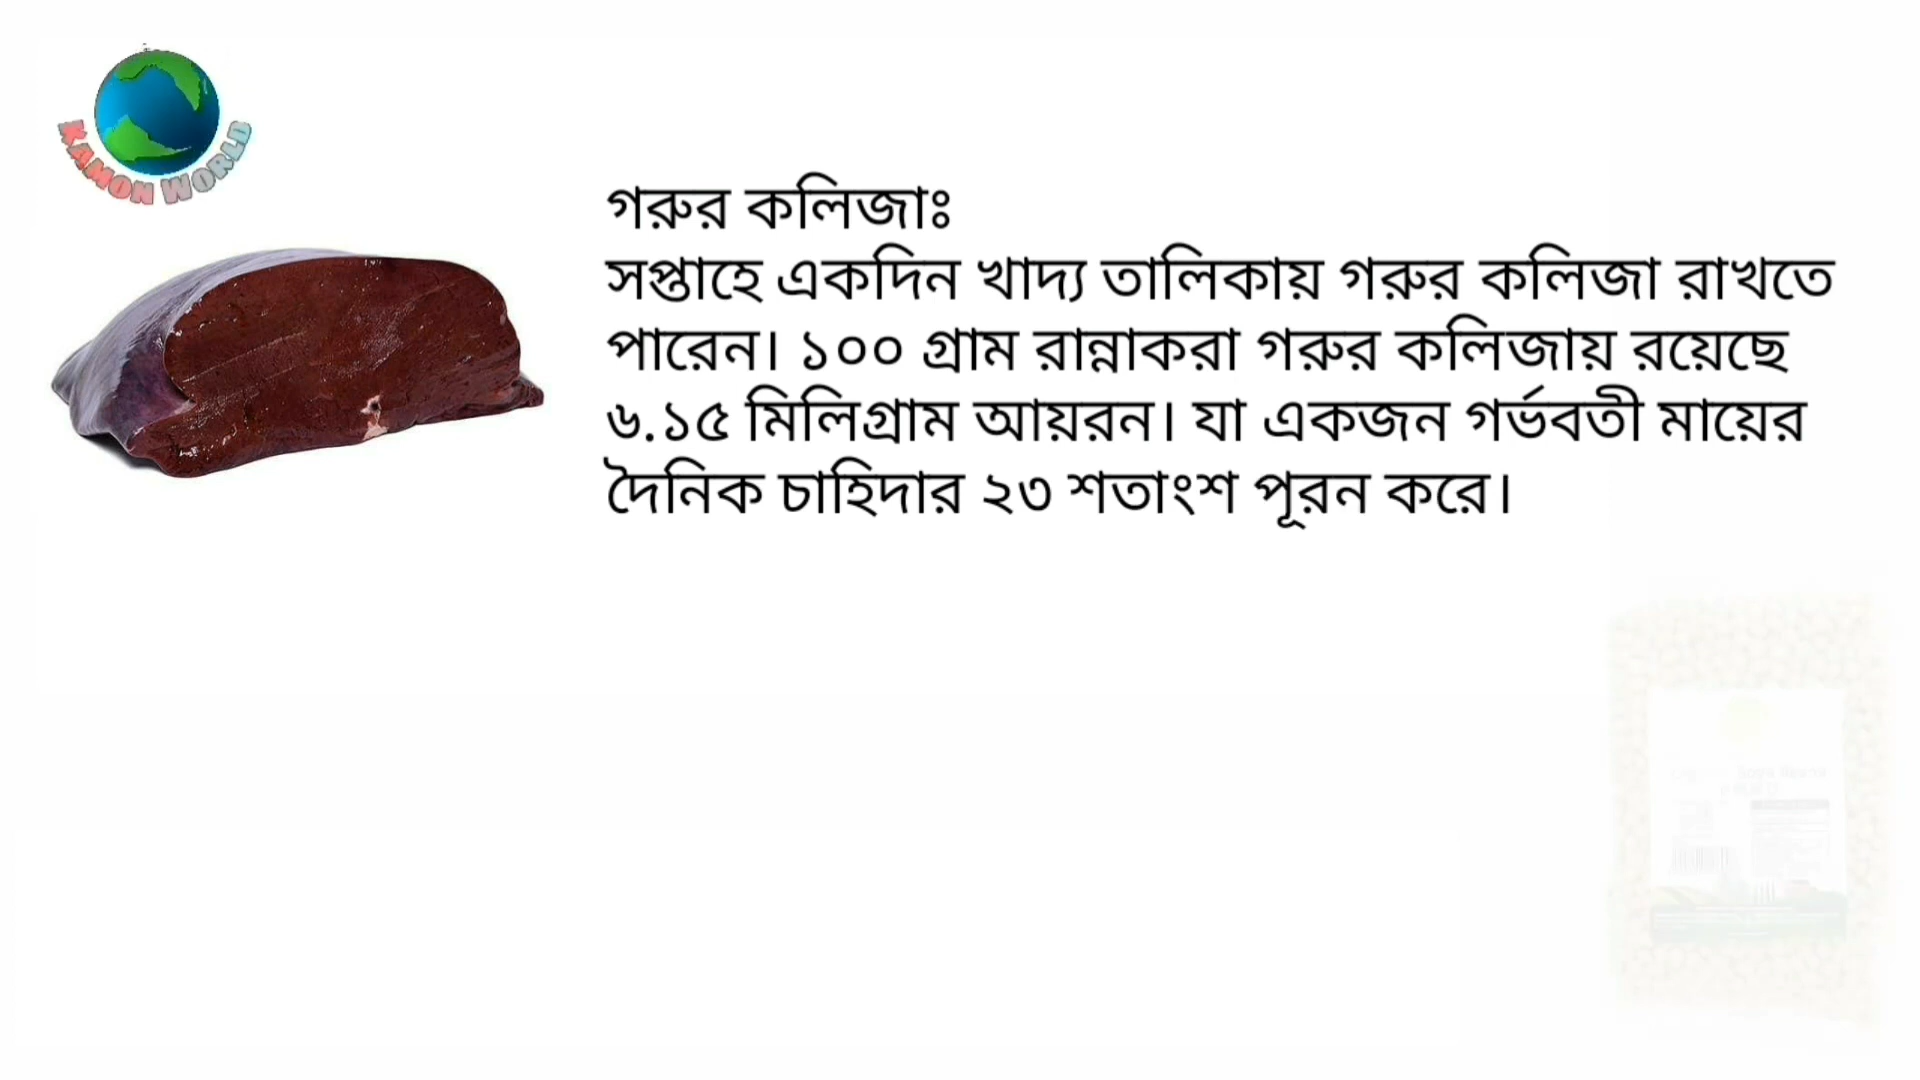 KAMON WORLD
গরুর কলিজাঃ
সপ্তাহে একদিন খাদ্য তালিকায় গরুর কলিজা রাখতে
পারেন। ১০০ গ্রাম রান্নাকরা গরুর কলিজায় রয়েছে
৬.১৫ মিলিগ্রাম আয়রন। যা একজন গর্ভবতী মায়ের
দৈনিক চাহিদার ২৩ শতাংশ পূরন করে।